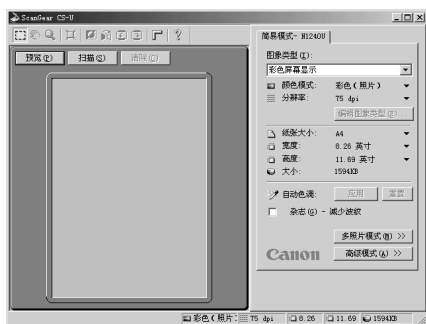 ScanGear CS-U
预览(P) 扫描(S) 清除(C)
简易模式- N1240U
图象类型(I):
彩色屏幕显示
颜色模式: 彩色(照片)
分辨率: 75 dpi
编辑图象类型(E)
纸张大小: A4
宽度: 8.26 英寸
高度: 11.69 英寸
大小: 1594KB
自动色调: 应用 重置
杂志(G) - 减少波纹
多照片模式(M) >>
Canon 高级模式(A) >>
彩色(照片: 75 dpi 8.26 11.69 1594KB